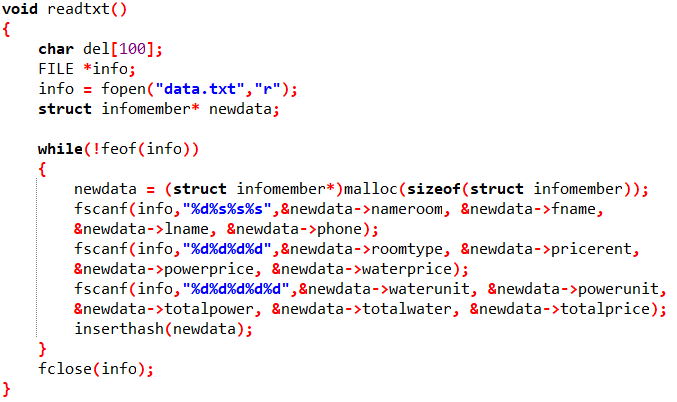 void readtxt()
{
    char del[100];
    FILE *info;
    info = fopen("data.txt","r");
    struct infomember* newdata;

    while(!feof(info))
    {
        newdata = (struct infomember*)malloc(sizeof(struct infomember));
        fscanf(info,"%d%s%s%s",&newdata->nameroom, &newdata->fname,
        &newdata->lname, &newdata->phone);
        fscanf(info,"%d%d%d%d",&newdata->roomtype, &newdata->pricerent,
        &newdata->powerprice, &newdata->waterprice);
        fscanf(info,"%d%d%d%d%d",&newdata->waterunit, &newdata->powerunit,
        &newdata->totalpower, &newdata->totalwater, &newdata->totalprice);
        inserthash(newdata);
    }
    fclose(info);
}